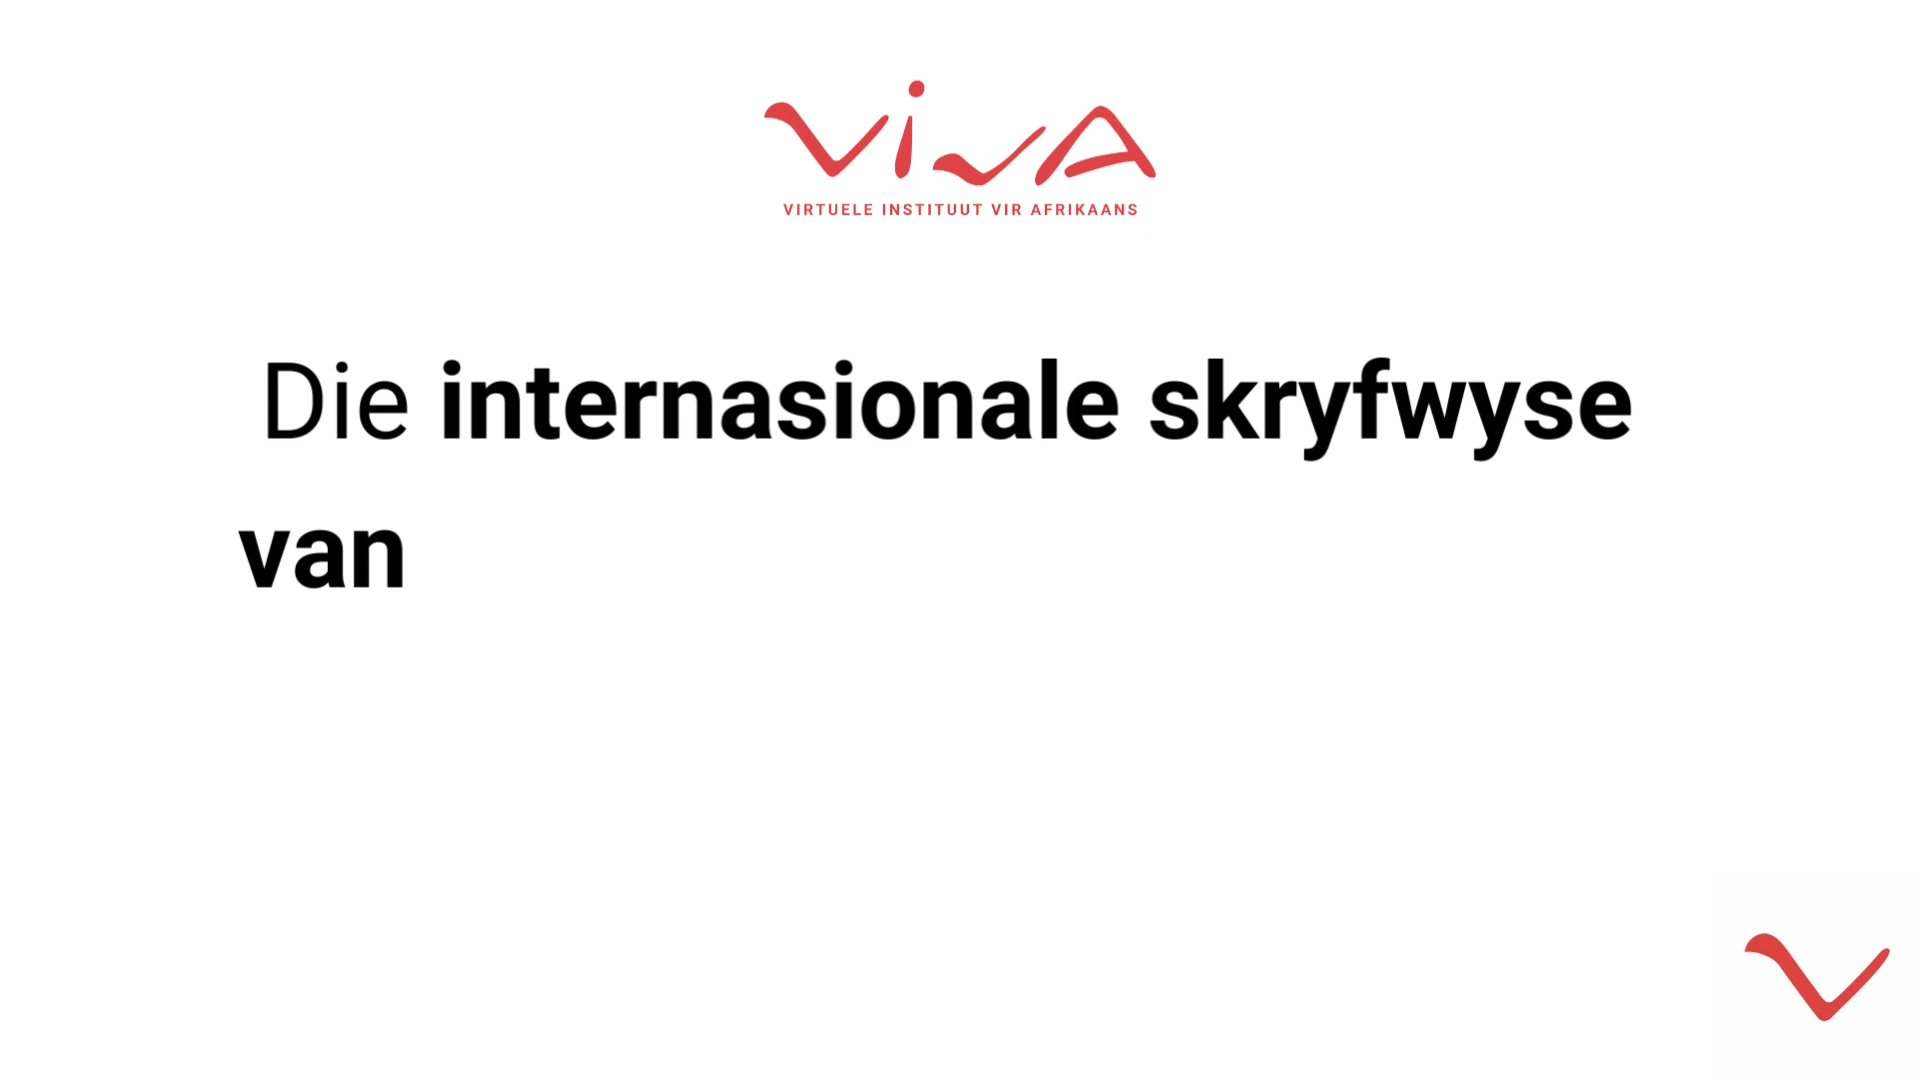 VIVA
VIRTUELE INSTITUUT VIR AFRIKAANS
Die internasionale skryfwyse
van